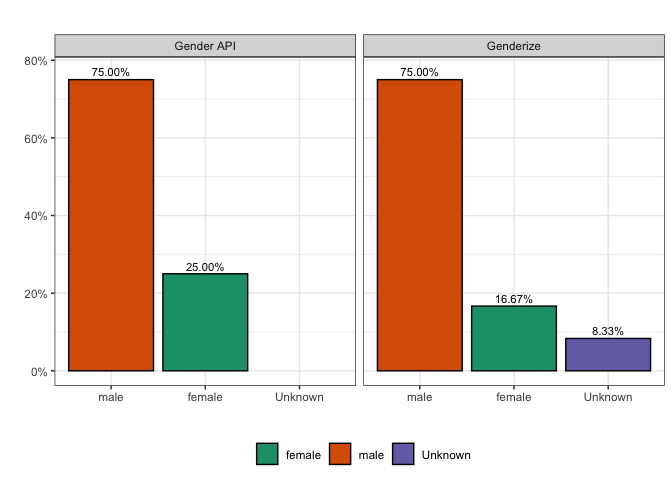 Gender API
Genderize
80%
60%
40%
20%
0%
75.00%
25.00%
75.00%
16.67%
8.33%
male female Unknown
male female Unknown
female male Unknown